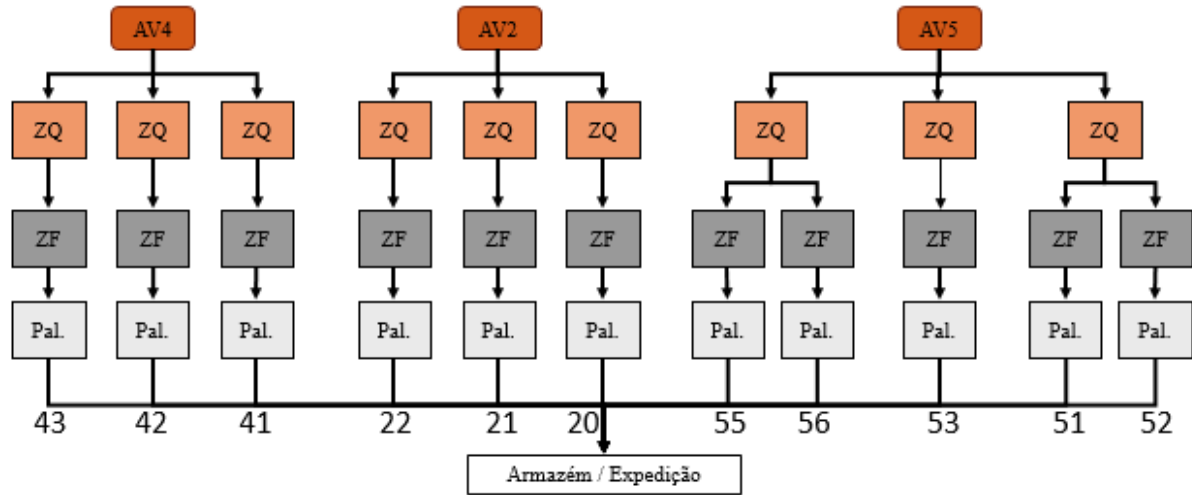 AV4 AV2 AV5
ZQ ZQ ZQ ZQ ZQ ZQ ZQ ZQ ZQ
ZF ZF ZF ZF ZF ZF ZF ZF ZF ZF ZF
Pal. Pal. Pal. Pal. Pal. Pal. Pal. Pal. Pal. Pal. Pal.
43 42 41 22 21 20 55 56 53 51 52
Armazém / Expedição